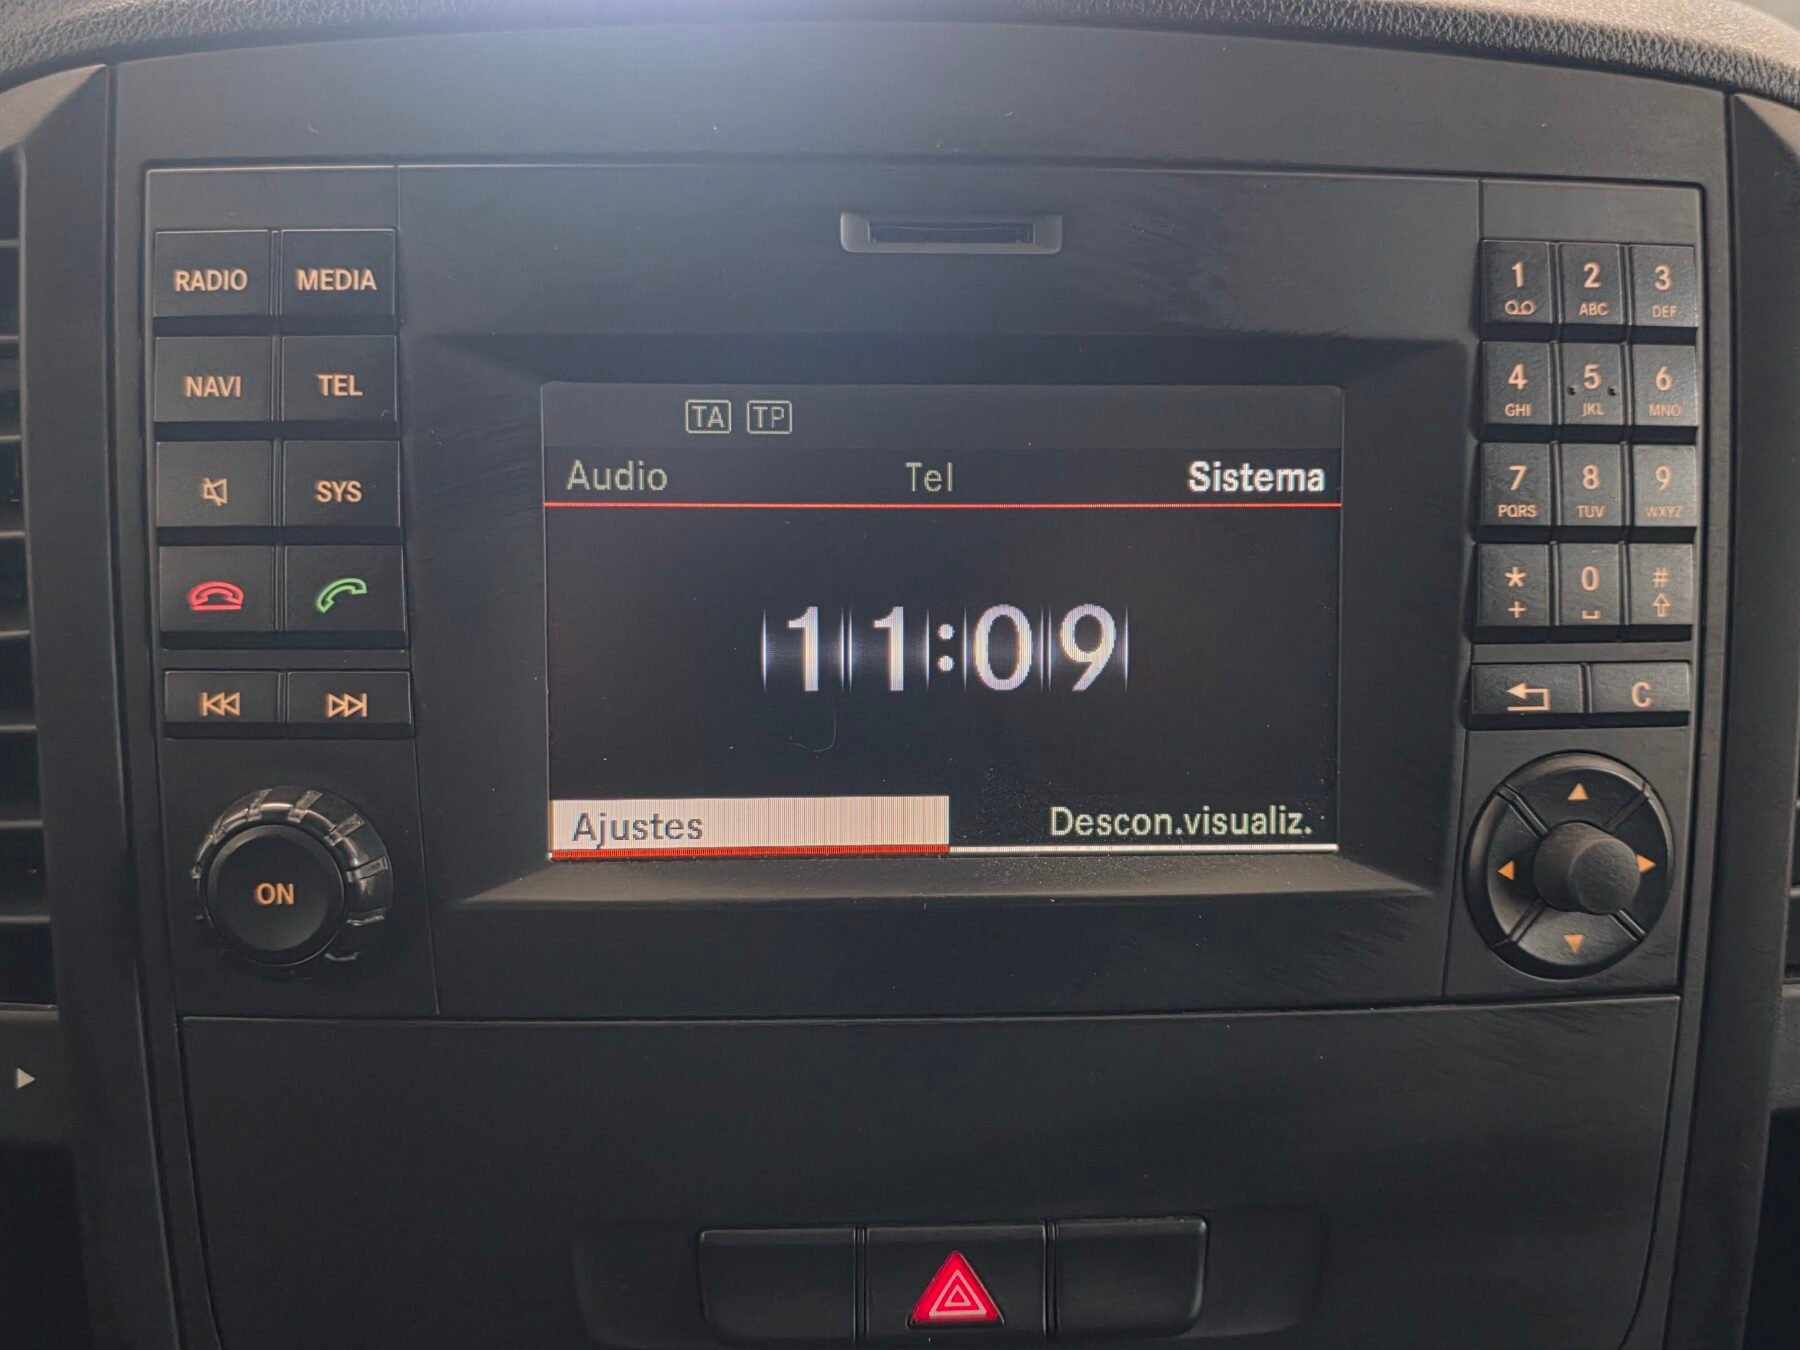 RADIO MEDIA
NAVI TEL
SYS
ON
TA TP
Audio Tel Sistema
11:09
Ajustes Descon.visualiz.
1 2 3
ABC DEF
4 5 6
GHI JKL MNO
7 8 9
PQRS TUV WXYZ
* 0 #
+
C